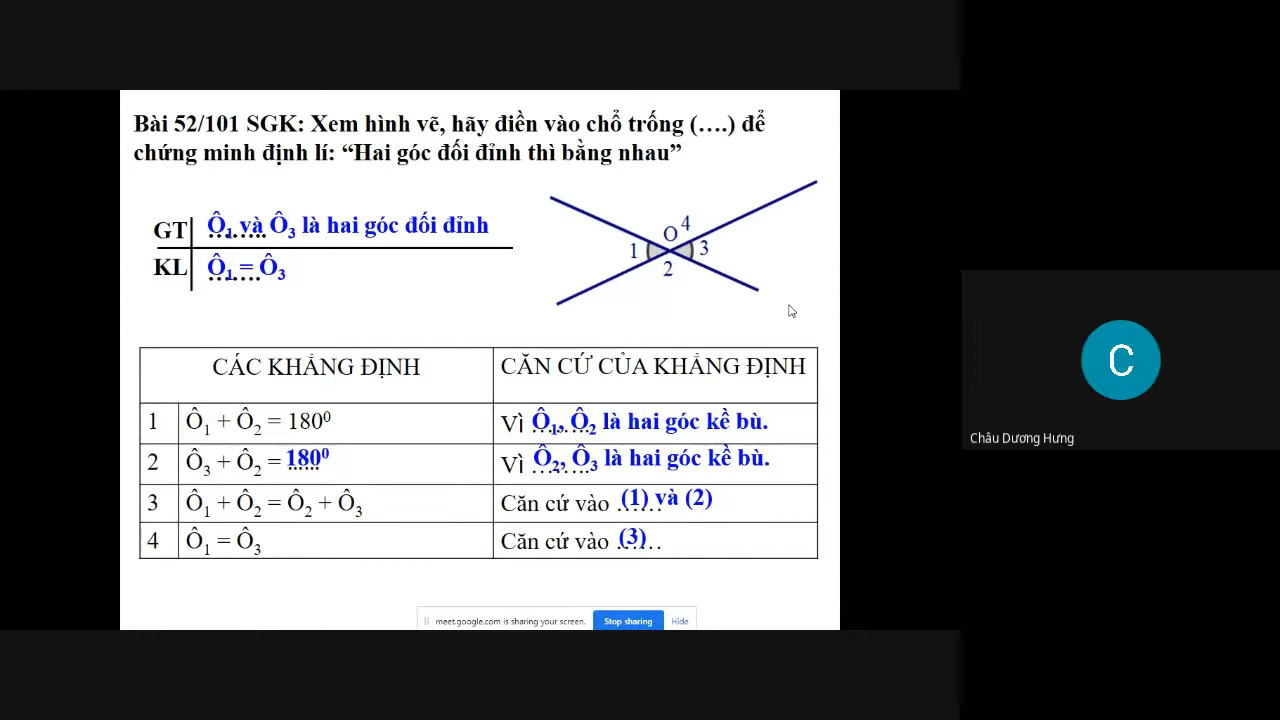 Bài 52/101 SGK: Xem hình vẽ, hãy điền vào chổ trống (….) để
chứng minh định lí: “Hai góc đối đỉnh thì bằng nhau”
GT Ô1 và Ô3 là hai góc đối đỉnh
KL Ô1 = Ô3
O 4
1 3
2
CÁC KHẲNG ĐỊNH CĂN CỨ CỦA KHẲNG ĐỊNH
1 Ô1 + Ô2 = 180⁰ Vì Ô1, Ô2 là hai góc kề bù.
2 Ô3 + Ô2 = 180⁰ Vì Ô2, Ô3 là hai góc kề bù.
3 Ô1 + Ô2 = Ô2 + Ô3 Căn cứ vào (1) và (2)
4 Ô1 = Ô3 Căn cứ vào (3)
meet.google.com is sharing your screen. Stop sharing Hide
C
Châu Dương Hưng